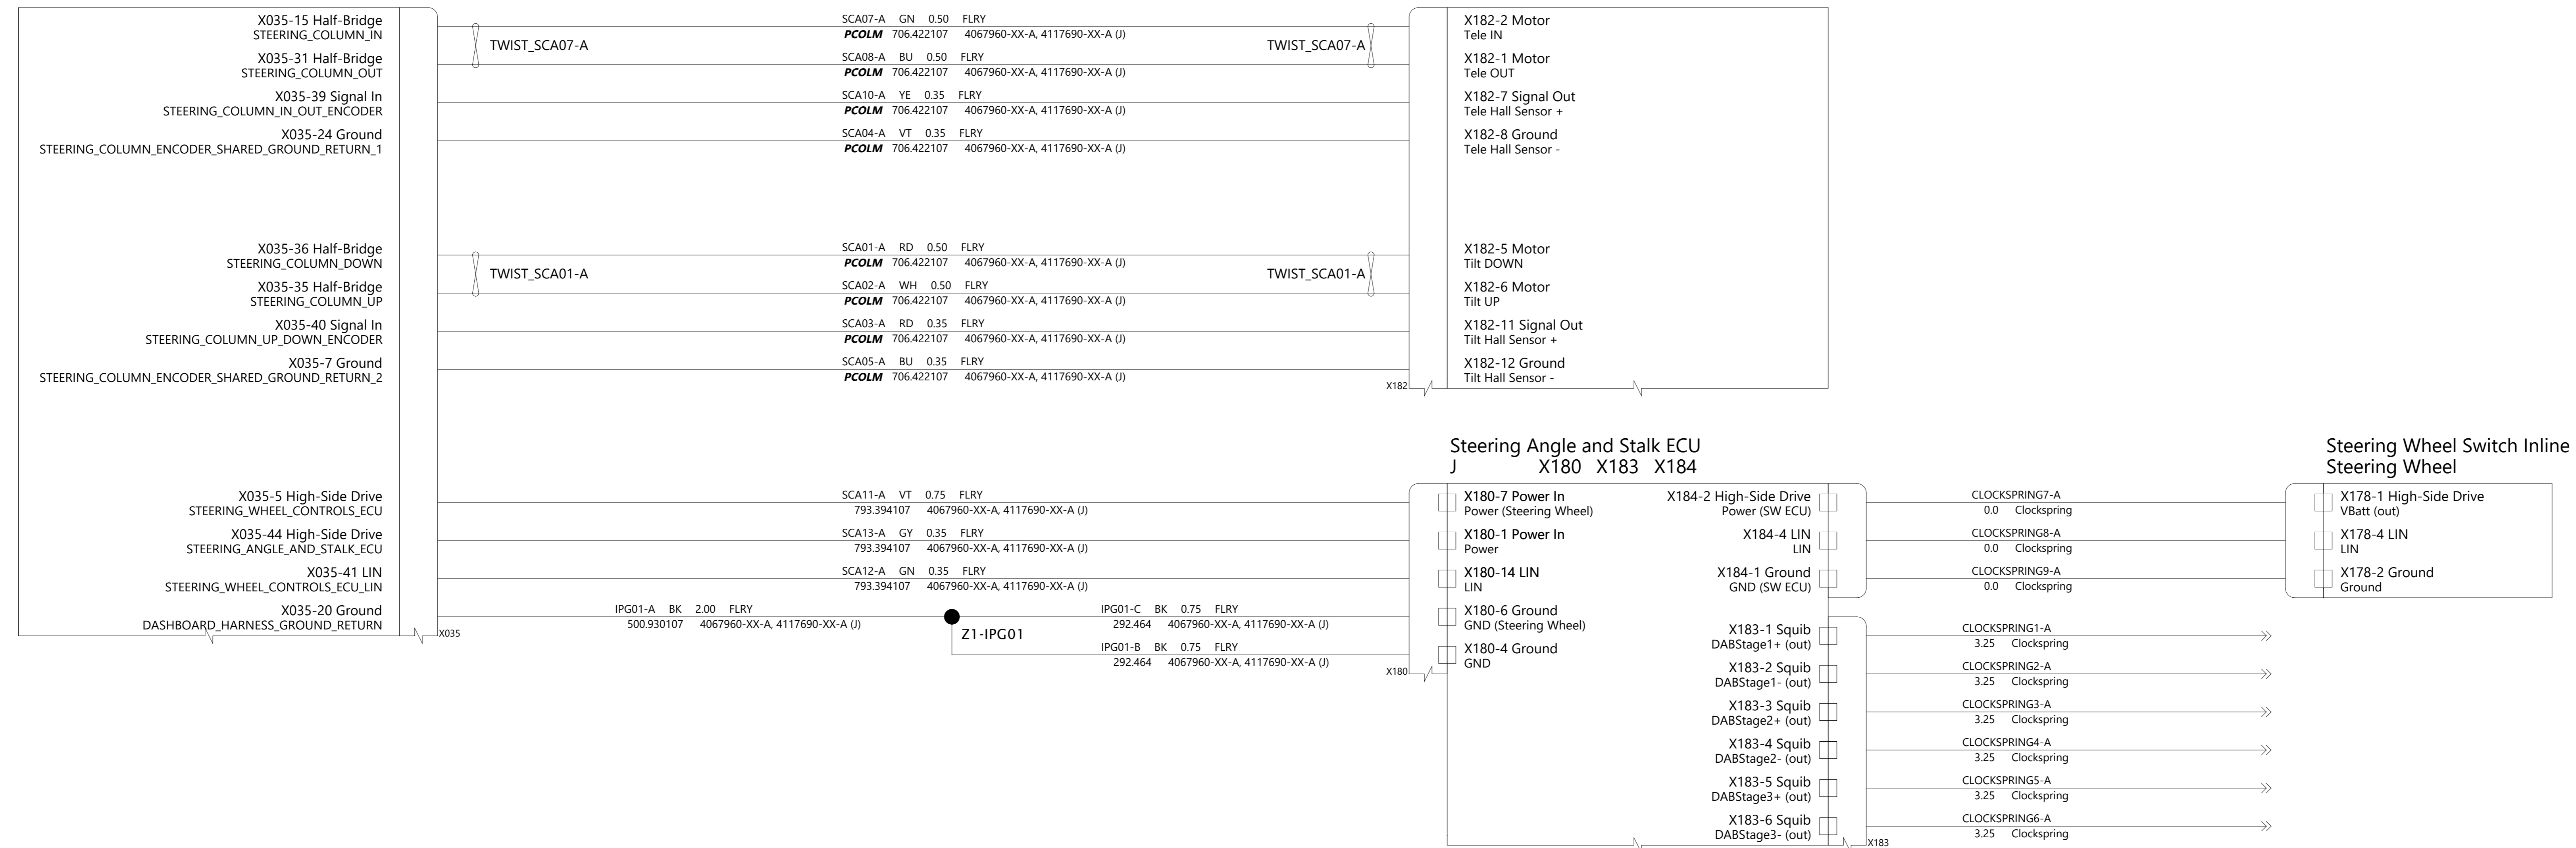 X035-15 Half-Bridge
STEERING_COLUMN_IN
X035-31 Half-Bridge
STEERING_COLUMN_OUT
X035-39 Signal In
STEERING_COLUMN_IN_OUT_ENCODER
X035-24 Ground
STEERING_COLUMN_ENCODER_SHARED_GROUND_RETURN_1
X035-36 Half-Bridge
STEERING_COLUMN_DOWN
X035-35 Half-Bridge
STEERING_COLUMN_UP
X035-40 Signal In
STEERING_COLUMN_UP_DOWN_ENCODER
X035-7 Ground
STEERING_COLUMN_ENCODER_SHARED_GROUND_RETURN_2
X035-5 High-Side Drive
STEERING_WHEEL_CONTROLS_ECU
X035-44 High-Side Drive
STEERING_ANGLE_AND_STALK_ECU
X035-41 LIN
STEERING_WHEEL_CONTROLS_ECU_LIN
X035-20 Ground
DASHBOARD_HARNESS_GROUND_RETURN
X035
TWIST_SCA07-A
TWIST_SCA01-A
SCA07-A GN 0.50 FLRY
PCOLM 706.422107 4067960-XX-A, 4117690-XX-A (J)
SCA08-A BU 0.50 FLRY
PCOLM 706.422107 4067960-XX-A, 4117690-XX-A (J)
SCA10-A YE 0.35 FLRY
PCOLM 706.422107 4067960-XX-A, 4117690-XX-A (J)
SCA04-A VT 0.35 FLRY
PCOLM 706.422107 4067960-XX-A, 4117690-XX-A (J)
SCA01-A RD 0.50 FLRY
PCOLM 706.422107 4067960-XX-A, 4117690-XX-A (J)
SCA02-A WH 0.50 FLRY
PCOLM 706.422107 4067960-XX-A, 4117690-XX-A (J)
SCA03-A RD 0.35 FLRY
PCOLM 706.422107 4067960-XX-A, 4117690-XX-A (J)
SCA05-A BU 0.35 FLRY
PCOLM 706.422107 4067960-XX-A, 4117690-XX-A (J)
SCA11-A VT 0.75 FLRY
793.394107 4067960-XX-A, 4117690-XX-A (J)
SCA13-A GY 0.35 FLRY
793.394107 4067960-XX-A, 4117690-XX-A (J)
SCA12-A GN 0.35 FLRY
793.394107 4067960-XX-A, 4117690-XX-A (J)
IPG01-A BK 2.00 FLRY
500.930107 4067960-XX-A, 4117690-XX-A (J)
Z1-IPG01
IPG01-C BK 0.75 FLRY
292.464 4067960-XX-A, 4117690-XX-A (J)
IPG01-B BK 0.75 FLRY
292.464 4067960-XX-A, 4117690-XX-A (J)
TWIST_SCA07-A
TWIST_SCA01-A
X182
X182-2 Motor
Tele IN
X182-1 Motor
Tele OUT
X182-7 Signal Out
Tele Hall Sensor +
X182-8 Ground
Tele Hall Sensor -
X182-5 Motor
Tilt DOWN
X182-6 Motor
Tilt UP
X182-11 Signal Out
Tilt Hall Sensor +
X182-12 Ground
Tilt Hall Sensor -
Steering Angle and Stalk ECU
J X180 X183 X184
X180-7 Power In
Power (Steering Wheel)
X180-1 Power In
Power
X180-14 LIN
LIN
X180-6 Ground
GND (Steering Wheel)
X180-4 Ground
GND
X180
X184-2 High-Side Drive
Power (SW ECU)
X184-4 LIN
LIN
X184-1 Ground
GND (SW ECU)
X183-1 Squib
DABStage1+ (out)
X183-2 Squib
DABStage1- (out)
X183-3 Squib
DABStage2+ (out)
X183-4 Squib
DABStage2- (out)
X183-5 Squib
DABStage3+ (out)
X183-6 Squib
DABStage3- (out)
X183
CLOCKSPRING7-A
0.0 Clockspring
CLOCKSPRING8-A
0.0 Clockspring
CLOCKSPRING9-A
0.0 Clockspring
CLOCKSPRING1-A
3.25 Clockspring
CLOCKSPRING2-A
3.25 Clockspring
CLOCKSPRING3-A
3.25 Clockspring
CLOCKSPRING4-A
3.25 Clockspring
CLOCKSPRING5-A
3.25 Clockspring
CLOCKSPRING6-A
3.25 Clockspring
Steering Wheel Switch Inline
Steering Wheel
X178-1 High-Side Drive
VBatt (out)
X178-4 LIN
LIN
X178-2 Ground
Ground